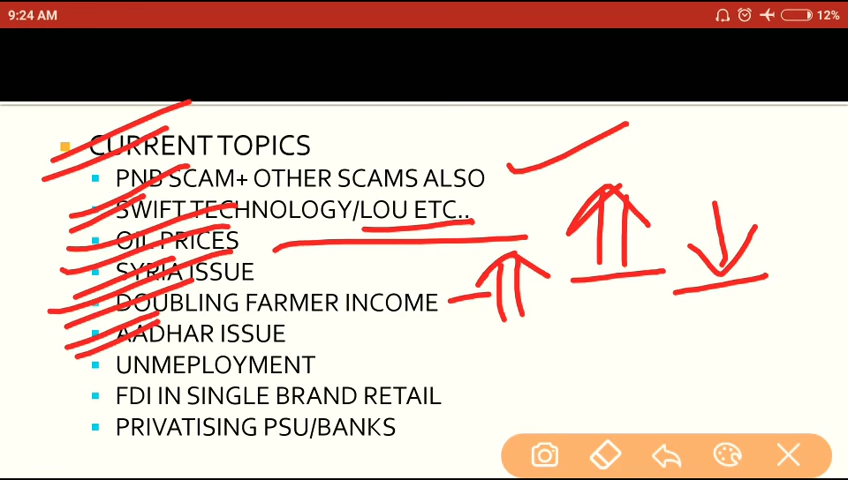 9:24 AM
12%
CURRENT TOPICS
PNB SCAM+ OTHER SCAMS ALSO
SWIFT TECHNOLOGY/LOU ETC..
OIL PRICES
SYRIA ISSUE
DOUBLING FARMER INCOME
AADHAR ISSUE
UNMEPLOYMENT
FDI IN SINGLE BRAND RETAIL
PRIVATISING PSU/BANKS